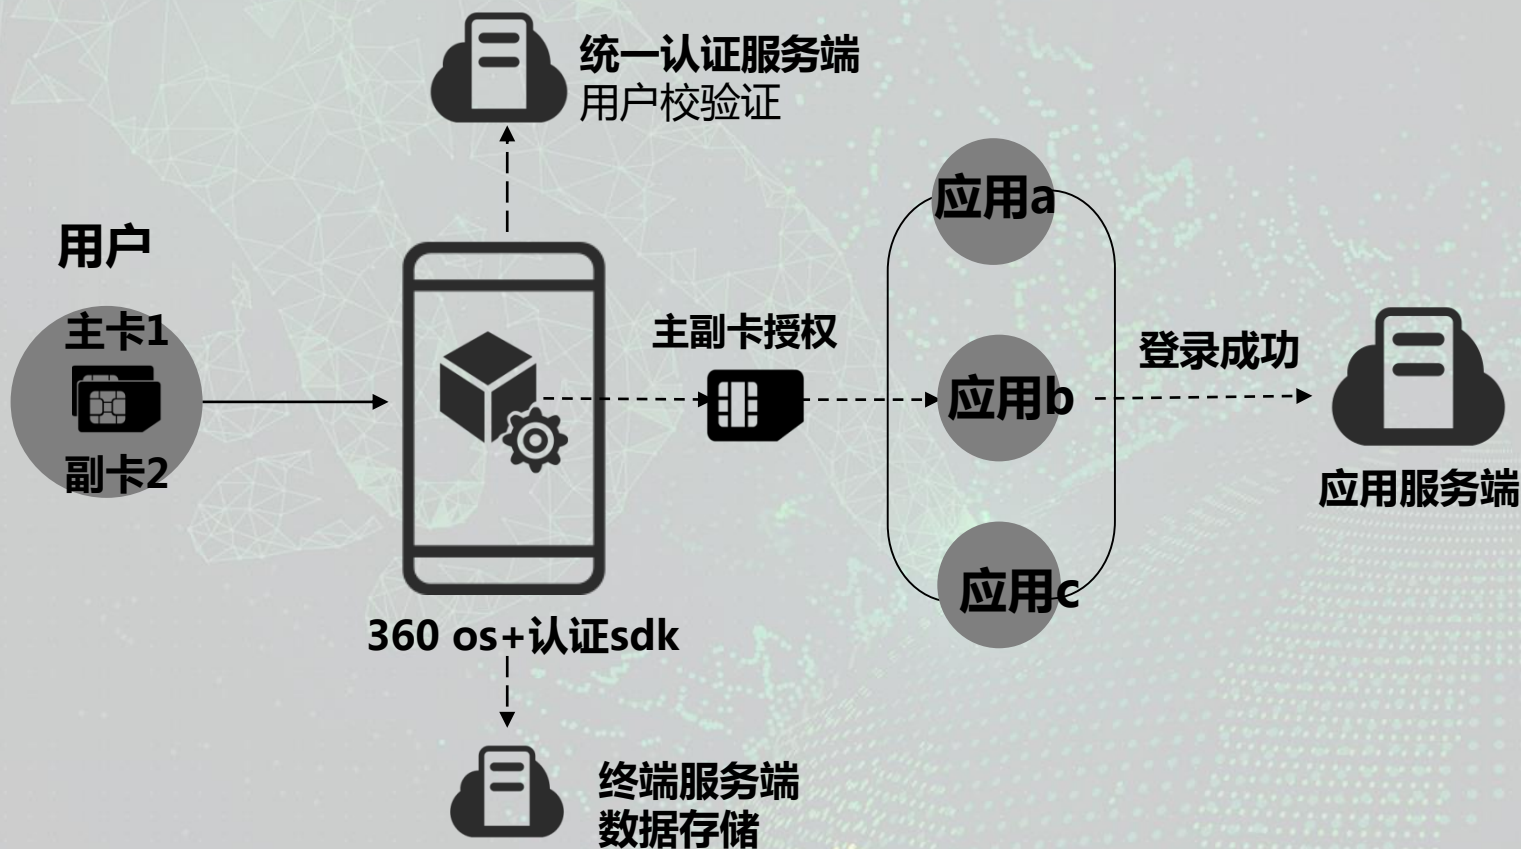 统一认证服务端
用户校验证
用户
主卡1
副卡2
360 os+认证sdk
主副卡授权
应用a
应用b
应用c
登录成功
应用服务端
终端服务端
数据存储